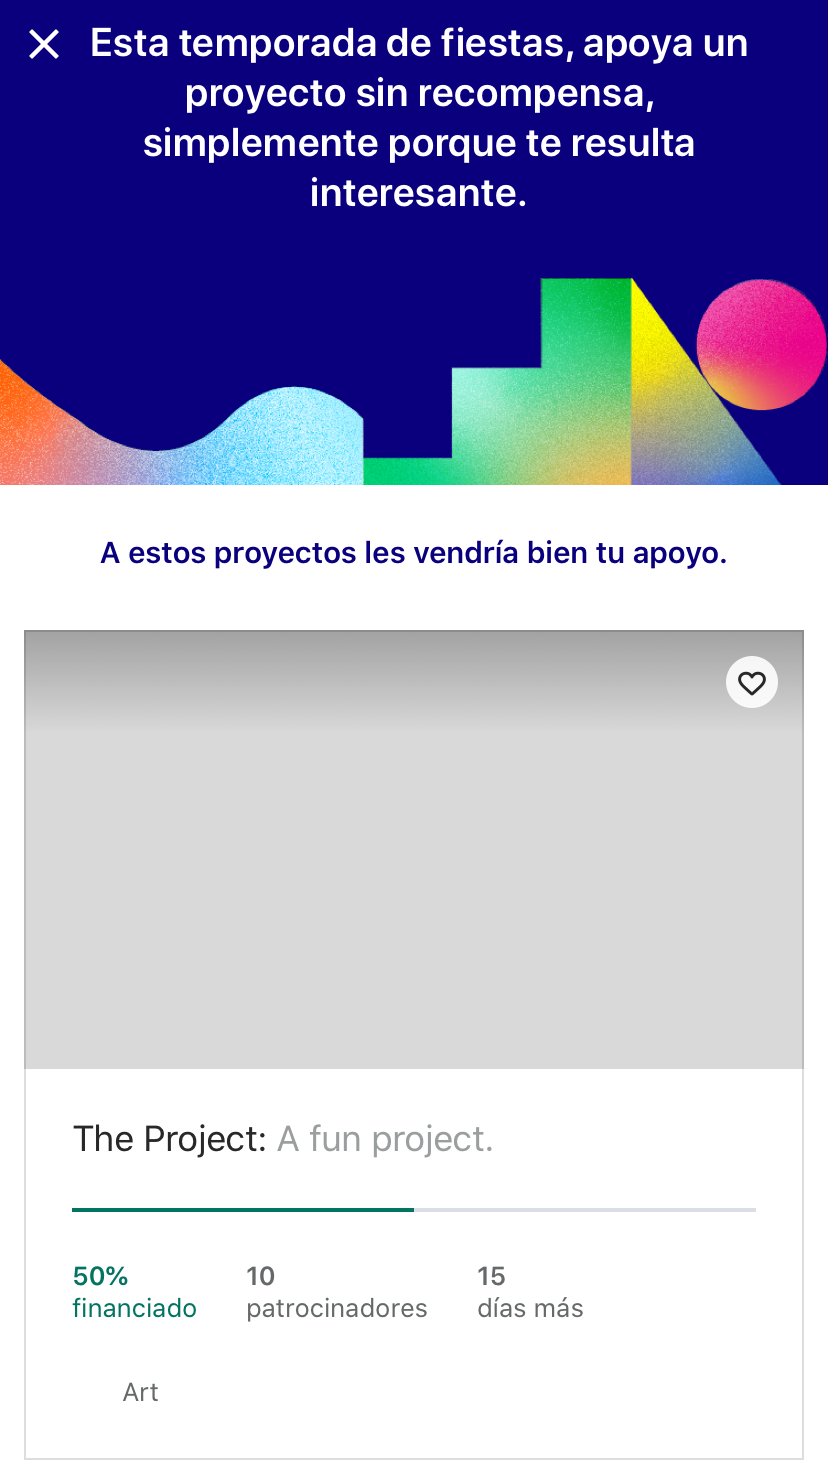 Esta temporada de fiestas, apoya un
proyecto sin recompensa,
simplemente porque te resulta
interesante.
A estos proyectos les vendría bien tu apoyo.
The Project: A fun project.
50% 10 15
financiado patrocinadores días más
Art